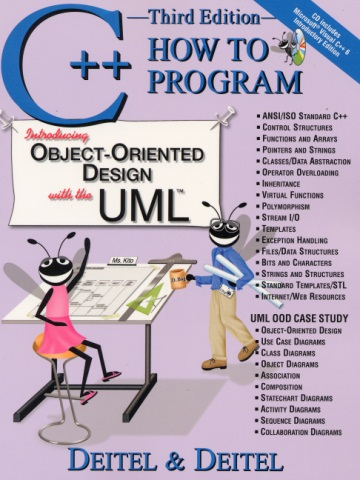 Third Edition
C++
HOW TO
PROGRAM
CD includes
Microsoft® Visual C++ 6
Introductory Edition
Introducing
OBJECT-ORIENTED
DESIGN
with the
UML™
• ANSI/ISO STANDARD C++
• CONTROL STRUCTURES
• FUNCTIONS AND ARRAYS
• POINTERS AND STRINGS
• CLASSES/DATA ABSTRACTION
• OPERATOR OVERLOADING
• INHERITANCE
• VIRTUAL FUNCTIONS
• POLYMORPHISM
• STREAM I/O
• TEMPLATES
• EXCEPTION HANDLING
• FILES/DATA STRUCTURES
• BITS AND CHARACTERS
• STRINGS AND STRUCTURES
• STANDARD TEMPLATES/STL
• INTERNET/WEB RESOURCES
UML OOD CASE STUDY
• OBJECT-ORIENTED DESIGN
• USE CASE DIAGRAMS
• CLASS DIAGRAMS
• OBJECT DIAGRAMS
• ASSOCIATION
• COMPOSITION
• STATECHART DIAGRAMS
• ACTIVITY DIAGRAMS
• SEQUENCE DIAGRAMS
• COLLABORATION DIAGRAMS
Ms. Kito
DEITEL & DEITEL